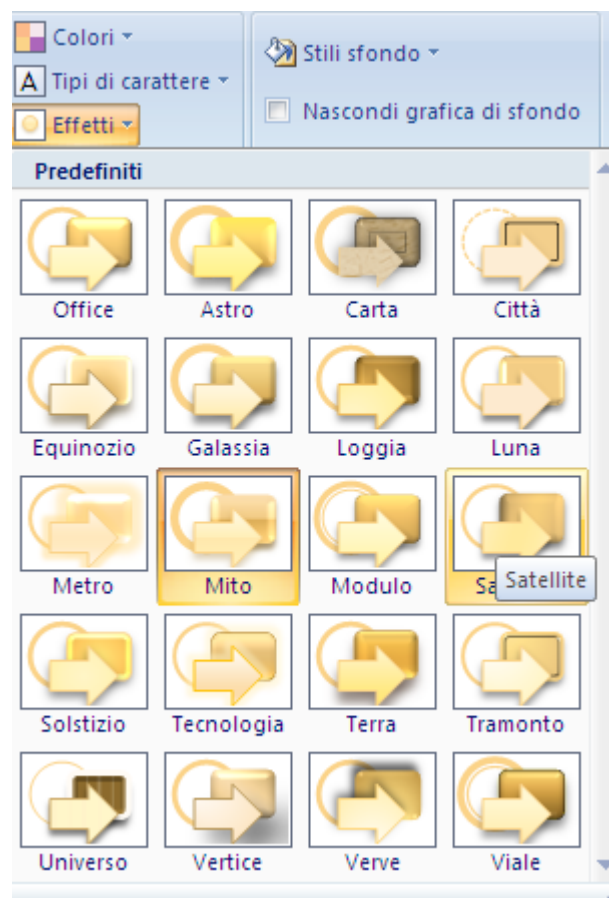 Colori
Tipi di carattere
Effetti
Stili sfondo
Nascondi grafica di sfondo
Predefiniti
Office Astro Carta Città
Equinozio Galassia Loggia Luna
Metro Mito Modulo Sa
Satellite
Solstizio Tecnologia Terra Tramonto
Universo Vertice Verve Viale